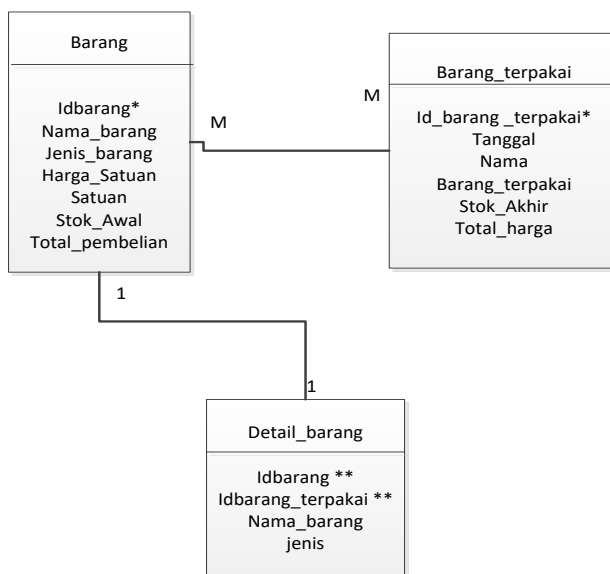 Barang
Idbarang*
Nama_barang
Jenis_barang
Harga_Satuan
Satuan
Stok_Awal
Total_pembelian
M
M
Barang_terpakai
Id_barang _terpakai*
Tanggal
Nama
Barang_terpakai
Stok_Akhir
Total_harga
1
1
Detail_barang
Idbarang **
Idbarang_terpakai **
Nama_barang
jenis